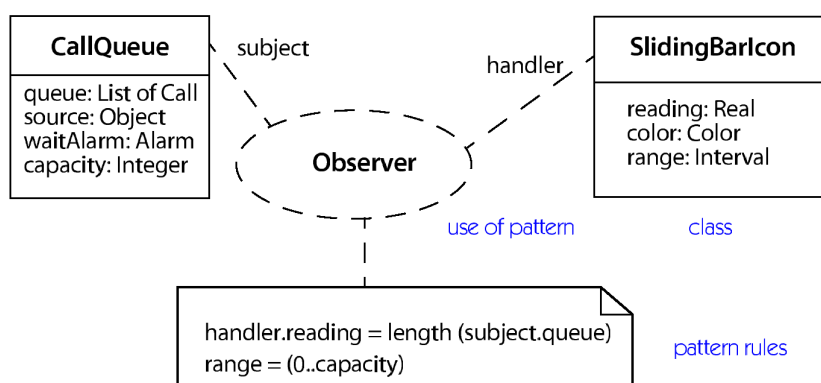 CallQueue
queue: List of Call
source: Object
waitAlarm: Alarm
capacity: Integer
subject
handler
SlidingBarIcon
reading: Real
color: Color
range: Interval
Observer
use of pattern
class
handler.reading = length (subject.queue)
range = (0..capacity)
pattern rules